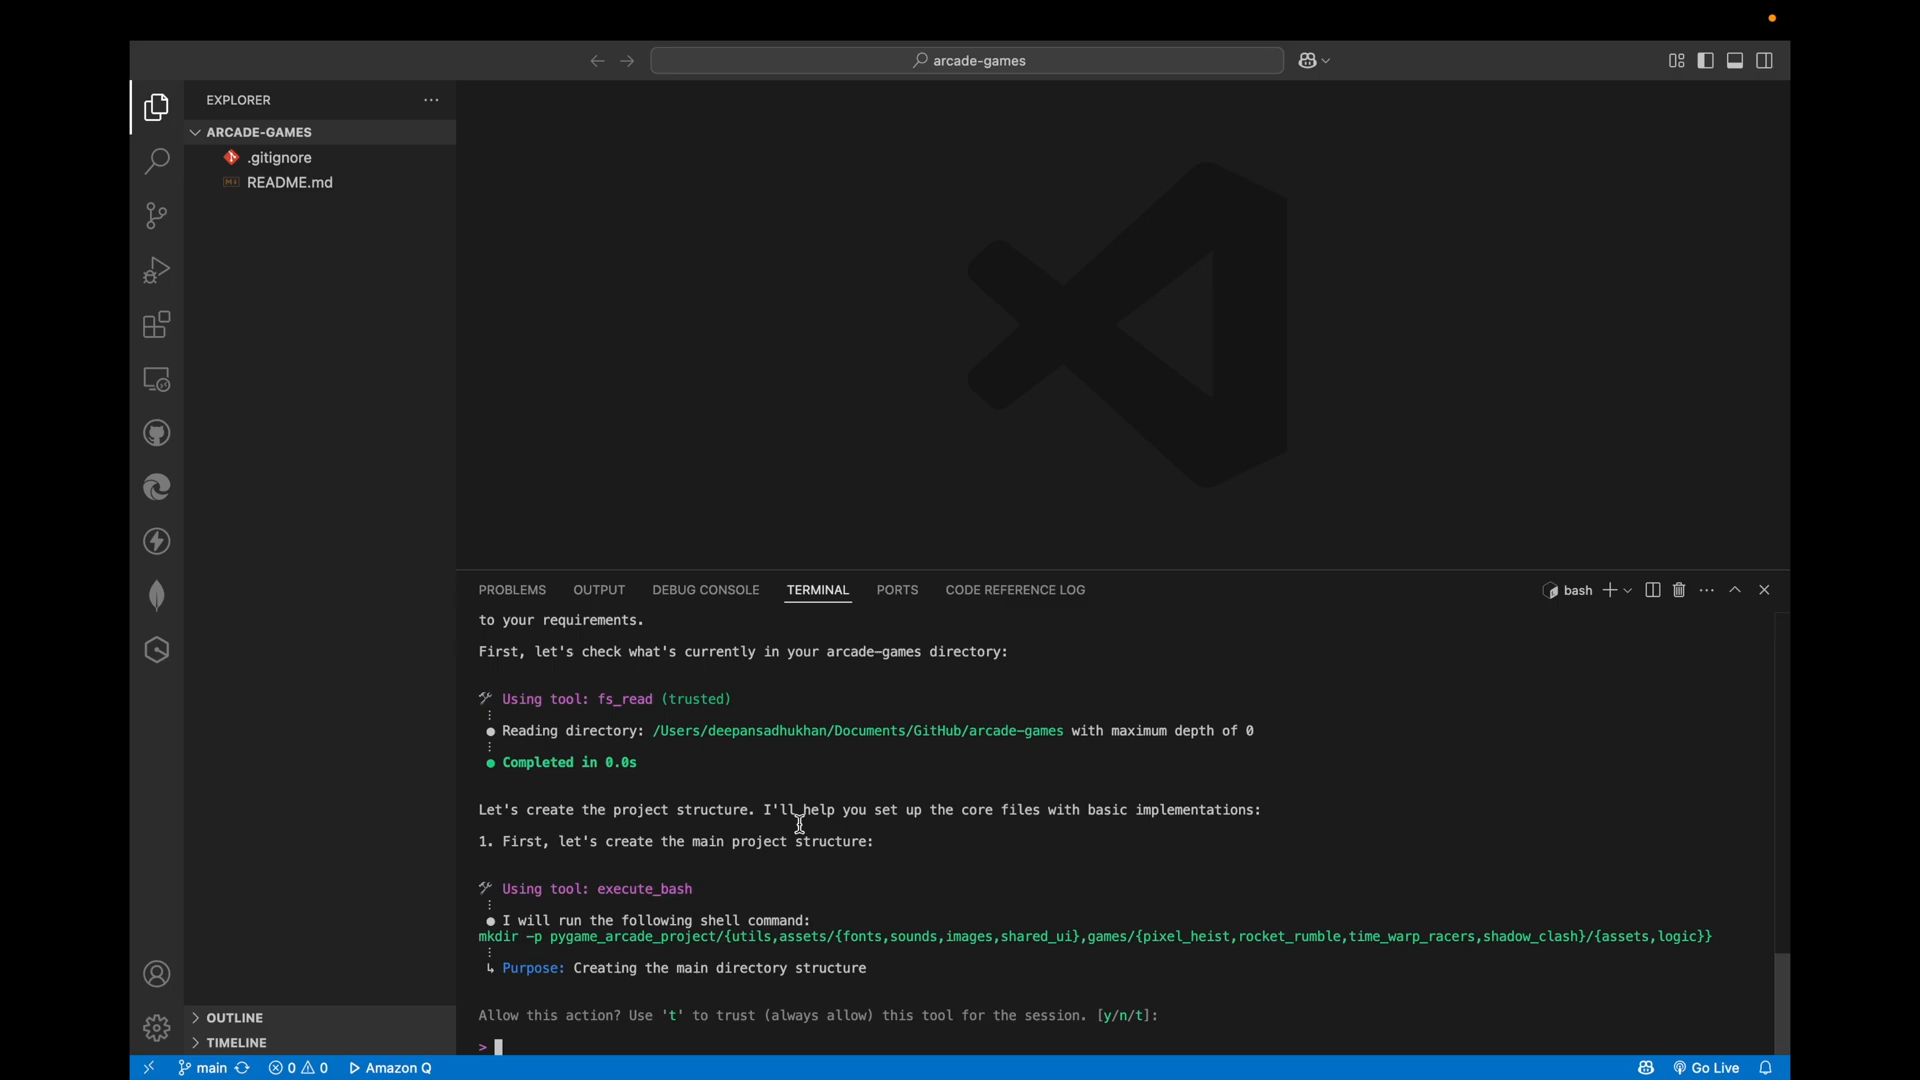 arcade-games
EXPLORER
ARCADE-GAMES
.gitignore
README.md
PROBLEMS OUTPUT DEBUG CONSOLE TERMINAL PORTS CODE REFERENCE LOG
bash
to your requirements.
First, let's check what's currently in your arcade-games directory:
Using tool: fs_read (trusted)
● Reading directory: /Users/deepansadhukhan/Documents/GitHub/arcade-games with maximum depth of 0
● Completed in 0.0s
Let's create the project structure. I'll help you set up the core files with basic implementations:
1. First, let's create the main project structure:
Using tool: execute_bash
● I will run the following shell command:
mkdir -p pygame_arcade_project/{utils,assets/{fonts,sounds,images,shared_ui},games/{pixel_heist,rocket_rumble,time_warp_racers,shadow_clash}/{assets,logic}}
↳ Purpose: Creating the main directory structure
Allow this action? Use 't' to trust (always allow) this tool for the session. [y/n/t]:
>
OUTLINE
TIMELINE
main 0 0 Amazon Q Go Live